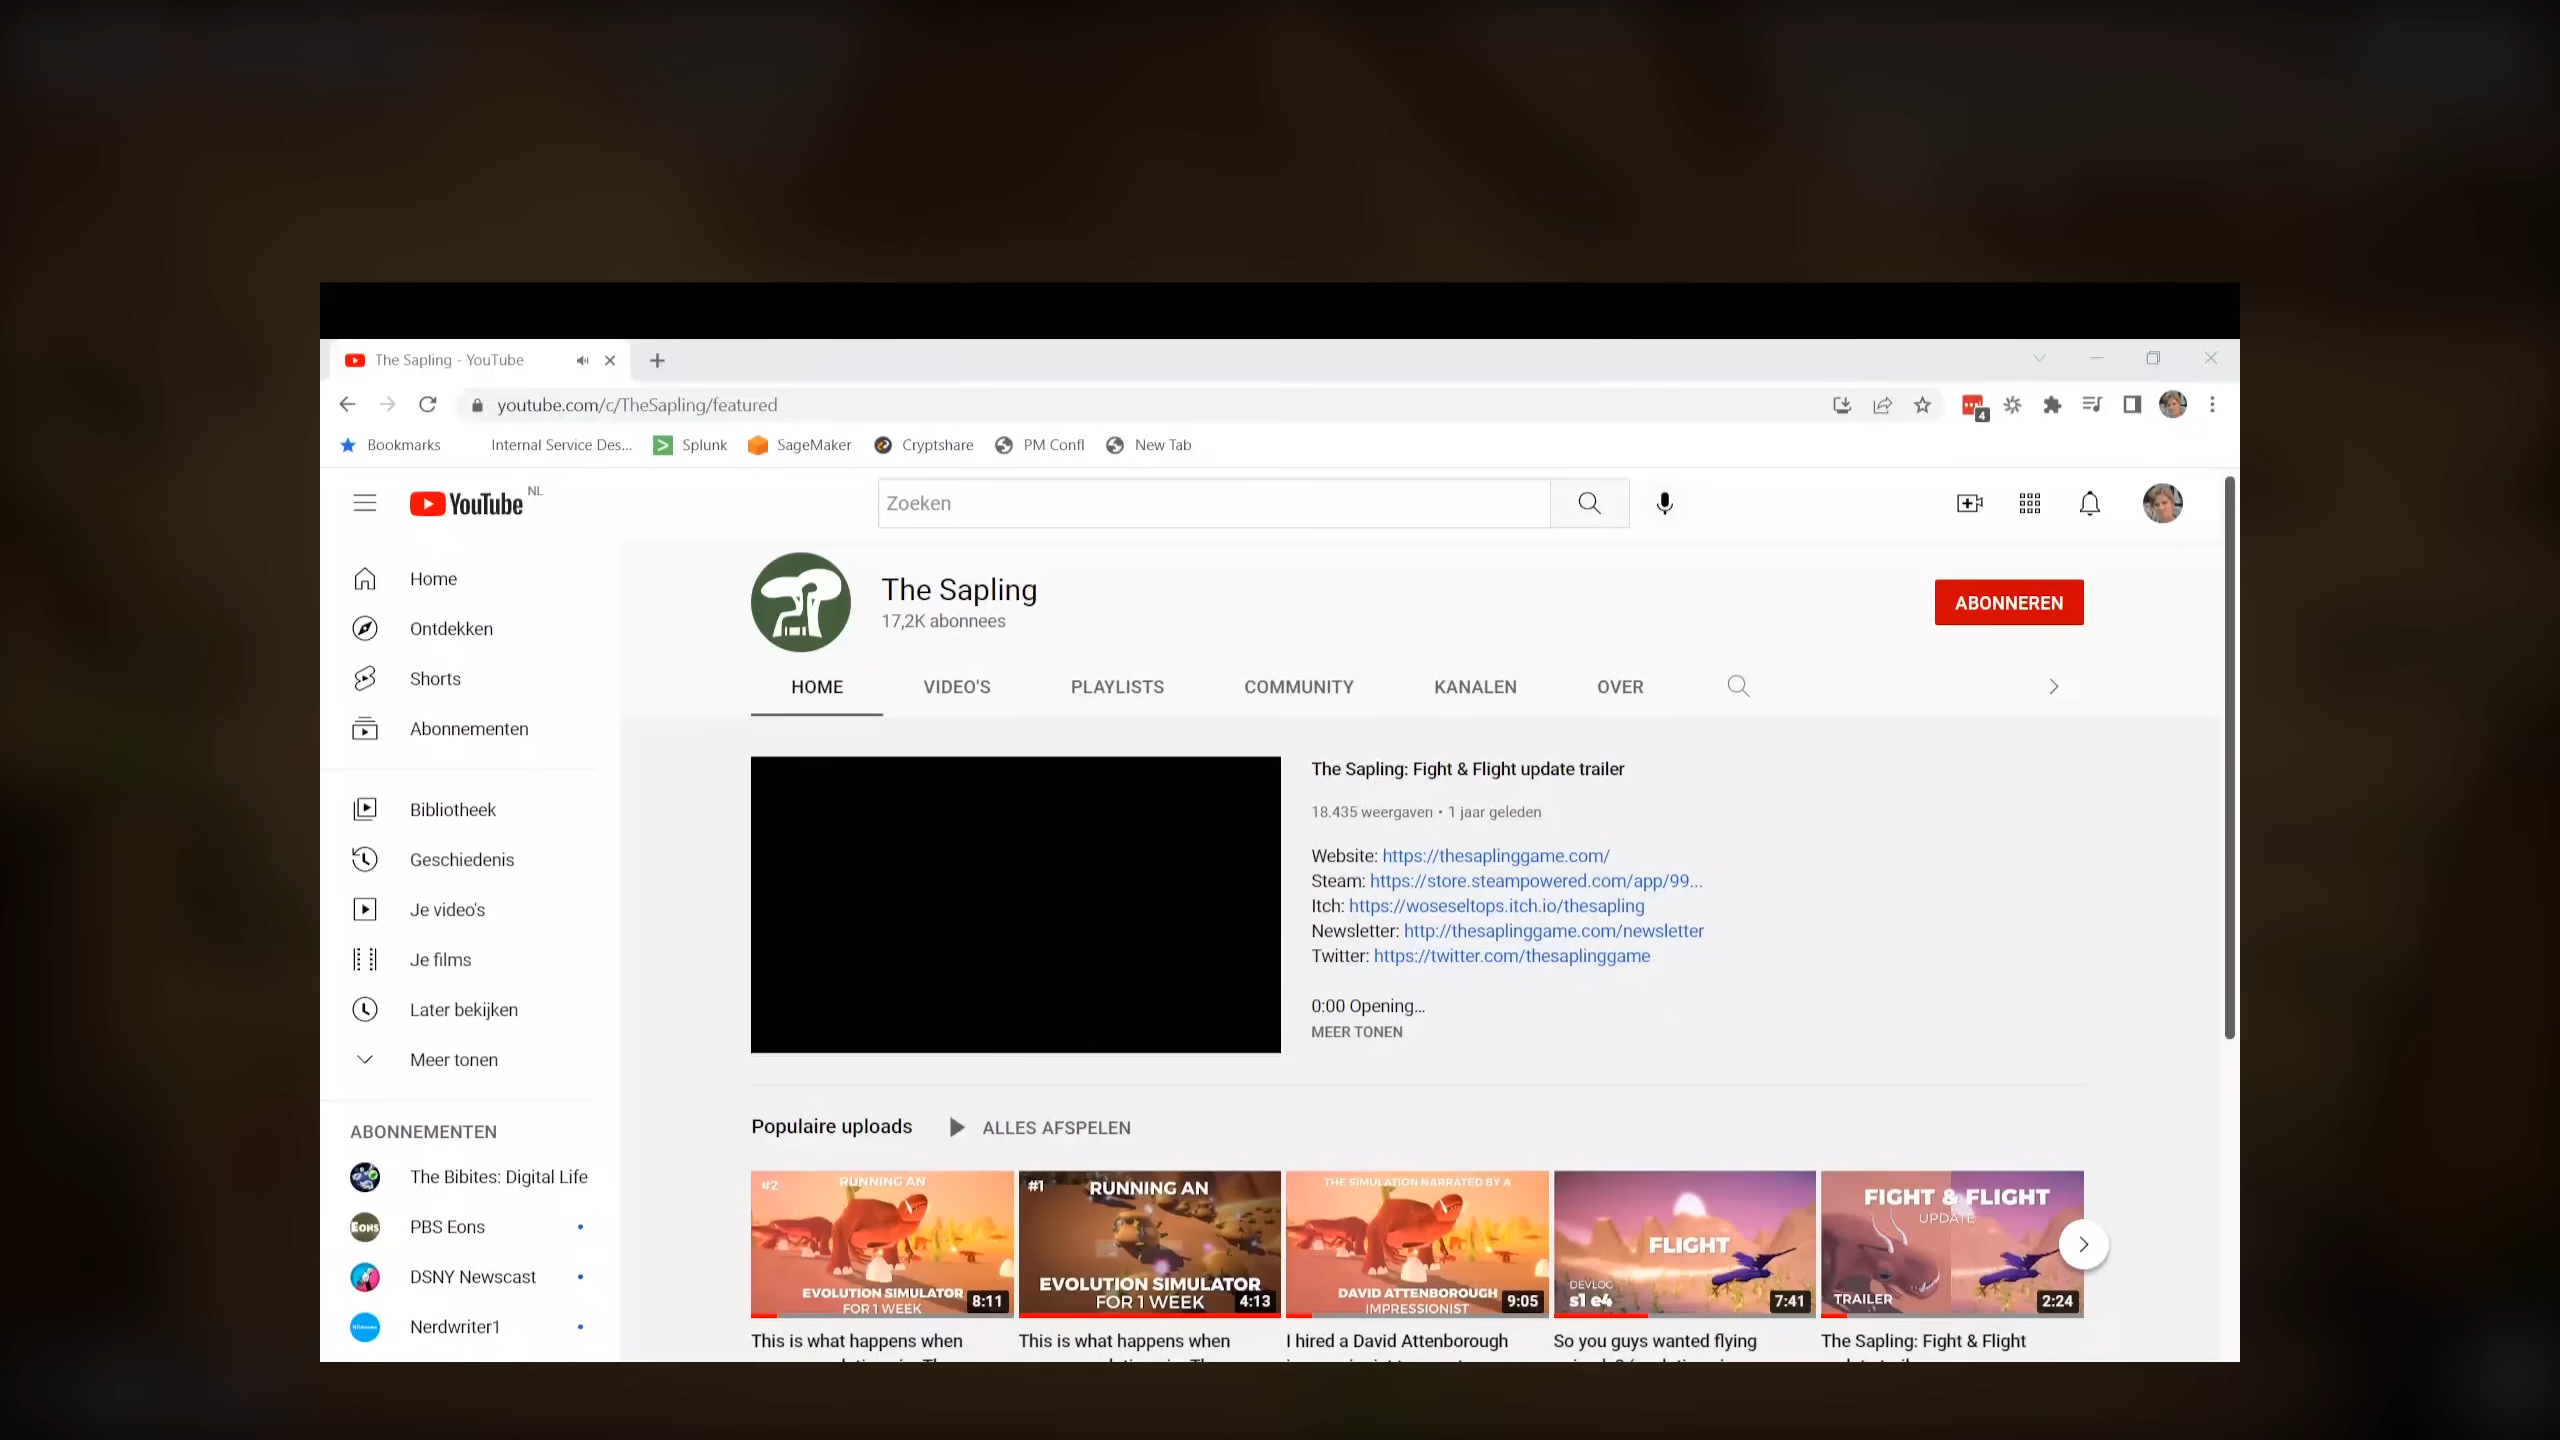 The Sapling - YouTube
youtube.com/c/TheSapling/featured
4
Bookmarks
Internal Service Des...
Splunk
SageMaker
Cryptshare
PM Confl
New Tab
YouTube NL
Zoeken
Home
Ontdekken
Shorts
Abonnementen
Bibliotheek
Geschiedenis
Je video's
Je films
Later bekijken
Meer tonen
ABONNEMENTEN
The Bibites: Digital Life
EONS
PBS Eons
DSNY Newscast
Nerdwriter1
The Sapling
17,2K abonnees
ABONNEREN
HOME
VIDEO'S
PLAYLISTS
COMMUNITY
KANALEN
OVER
The Sapling: Fight & Flight update trailer
18.435 weergaven • 1 jaar geleden
Website: https://thesaplinggame.com/
Steam: https://store.steampowered.com/app/99...
Itch: https://woseseltops.itch.io/thesapling
Newsletter: http://thesaplinggame.com/newsletter
Twitter: https://twitter.com/thesaplinggame
0:00 Opening...
MEER TONEN
Populaire uploads
ALLES AFSPELEN
#2
RUNNING AN
EVOLUTION SIMULATOR
FOR 1 WEEK
8:11
This is what happens when
#1
RUNNING AN
EVOLUTION SIMULATOR
FOR 1 WEEK
4:13
This is what happens when
THE SIMULATION NARRATED BY A
DAVID ATTENBOROUGH
IMPRESSIONIST
9:05
I hired a David Attenborough
FLIGHT
DEVLOG
s1 e4
7:41
So you guys wanted flying
FIGHT & FLIGHT
UPDATE
TRAILER
2:24
The Sapling: Fight & Flight